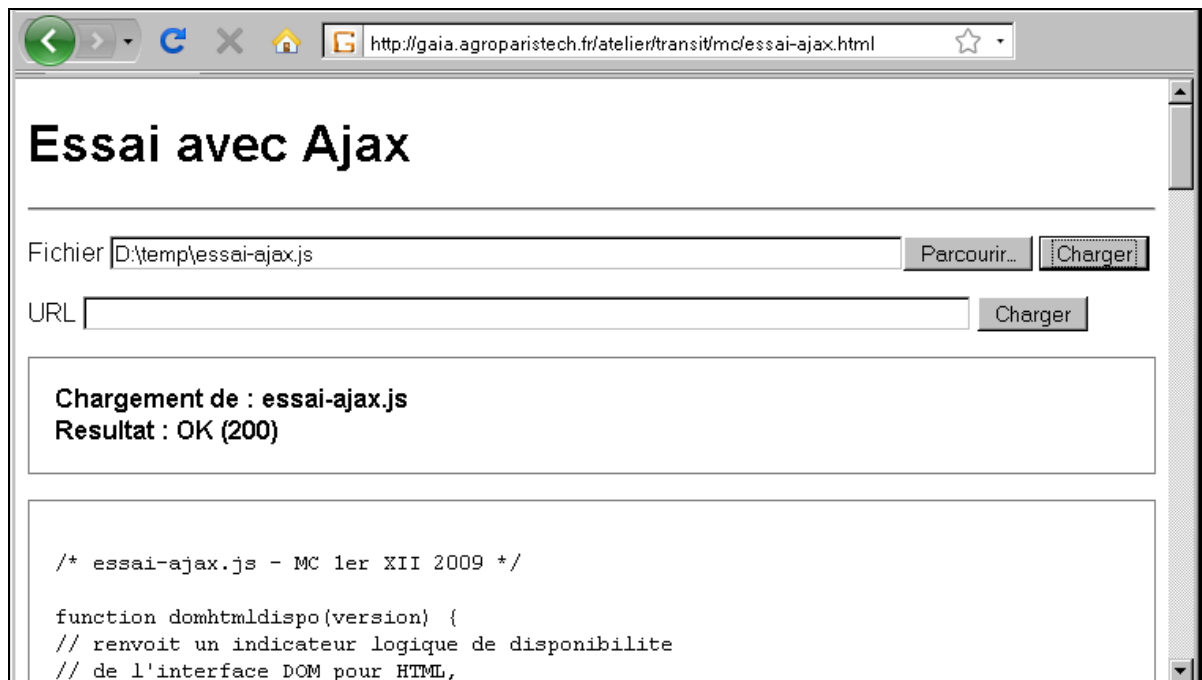 http://gaia.agroparistech.fr/atelier/transit/mc/essai-ajax.html
Essai avec Ajax
Fichier D:\temp\essai-ajax.js Parcourir... Charger
URL Charger
Chargement de : essai-ajax.js
Resultat : OK (200)
/* essai-ajax.js - MC 1er XII 2009 */
function domhtmldispo(version) {
// renvoit un indicateur logique de disponibilite
// de l'interface DOM pour HTML,